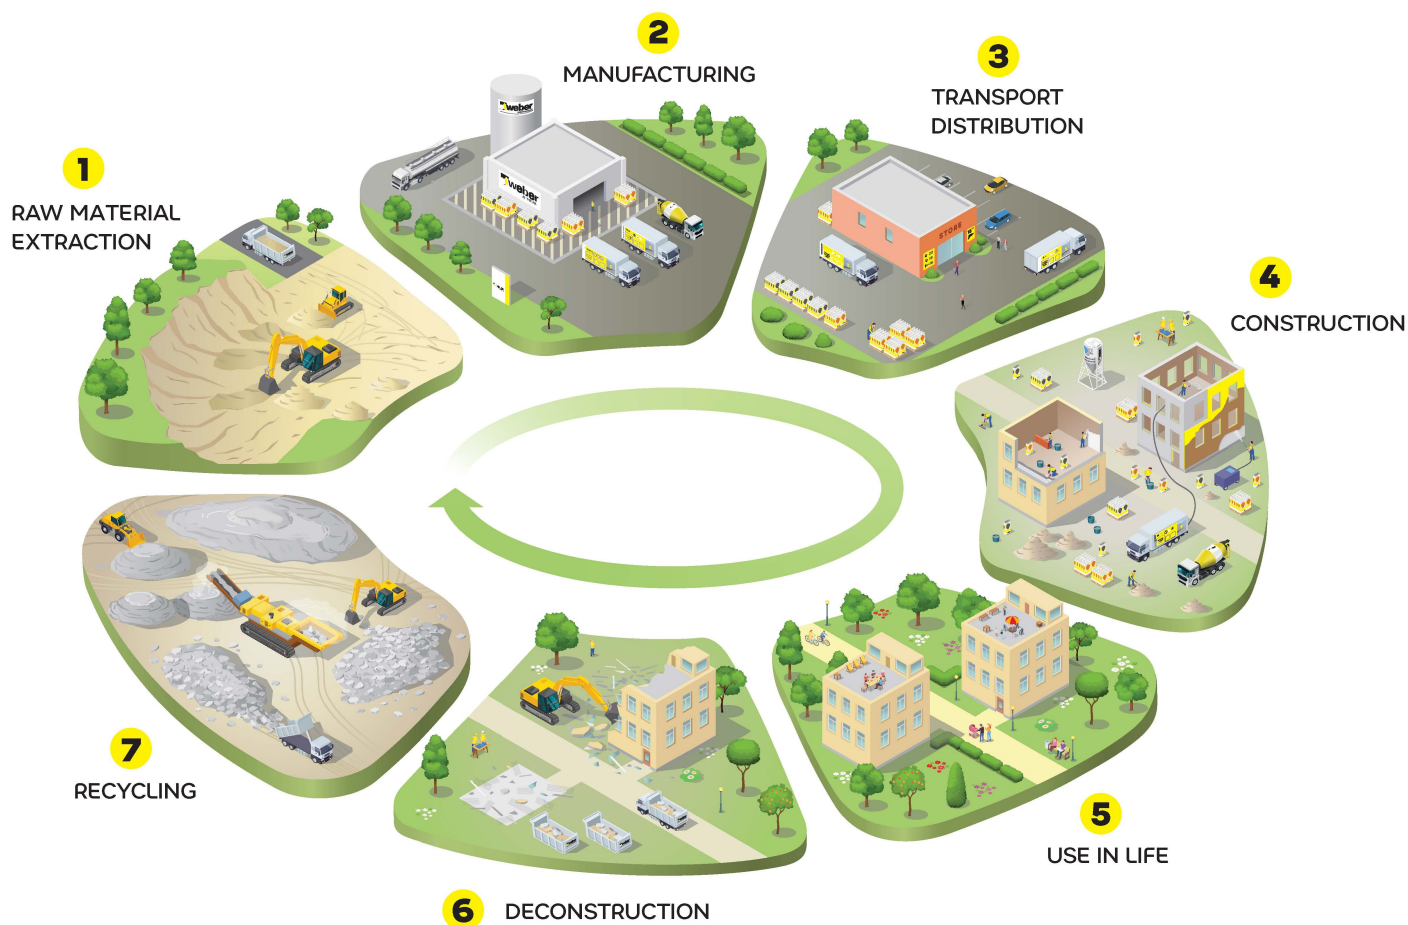 1
RAW MATERIAL
EXTRACTION
2
MANUFACTURING
weber
weber
3
TRANSPORT
DISTRIBUTION
STORE
4
CONSTRUCTION
5
USE IN LIFE
6
DECONSTRUCTION
7
RECYCLING